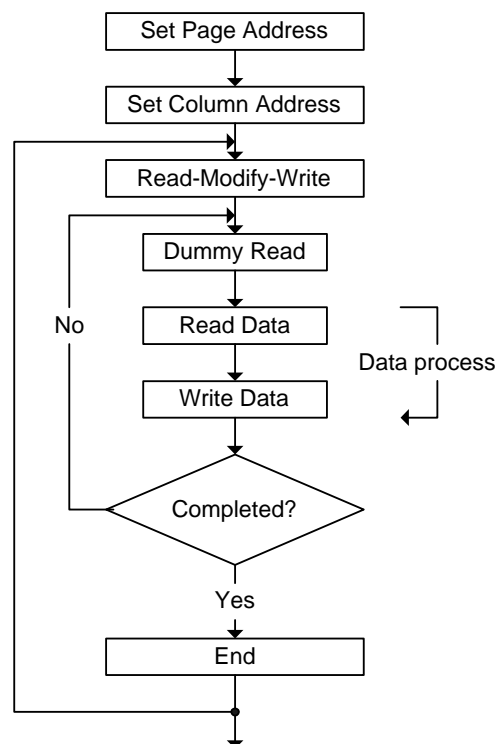 Set Page Address
Set Column Address
Read-Modify-Write
Dummy Read
No
Read Data
Data process
Write Data
Completed?
Yes
End